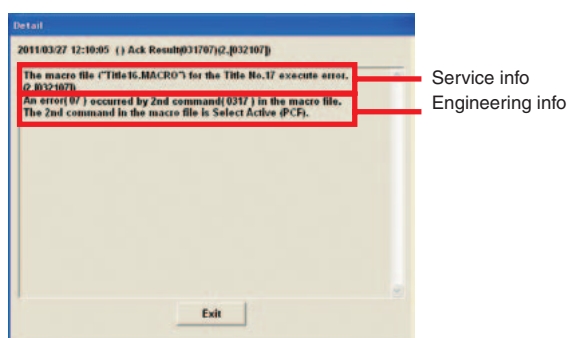 Detail
2011/03/27 12:10:05 () Ack Result(031707)(2,[032107])
The macro file ("Title16.MACRO") for the Title No.17 execute error.
(2,[032107])
Service info
An error( 07 ) occurred by 2nd command( 0317 ) in the macro file.
The 2nd command in the macro file is Select Active (PCF).
Engineering info
Exit